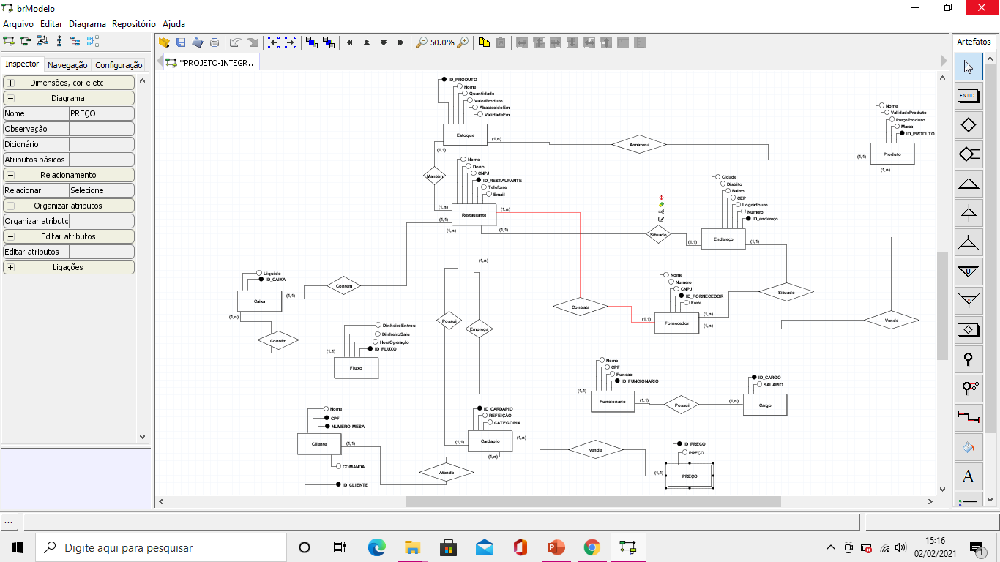 brModelo
Arquivo Editar Diagrama Repositório Ajuda
50.0%
Artefatos
Inspector Navegação Configuração
*PROJETO-INTEGR...
Dimensões, cor e etc.
Diagrama
Nome PREÇO
Observação
Dicionário
Atributos básicos
Relacionamento
Relacionar Selecione
Organizar atributos
Organizar atributo ...
Editar atributos
Editar atributos ...
Ligações
ID_PRODUTO
Nome
Quantidade
ValorProduto
AbastecidoEm
ValidadeEm
Estoque
(1,n)
(1,1)
Armazena
Nome
ValidadeProduto
PreçoProduto
Marca
ID_PRODUTO
Produto
(1,1)
(1,n)
Mantém
Nome
Dono
CNPJ
ID_RESTAURANTE
Telefone
Email
Restaurante
(1,n)
(1,n)
(1,1)
(1,n)
(1,1)
(1,n)
Situado
Cidade
Distrito
Bairro
CEP
Logradouro
Numero
ID_endereço
Endereço
(1,1)
(1,1)
Liquido
ID_CAIXA
Caixa
(1,1)
(1,n)
Contém
Contém
DinheiroEntrou
DinheiroSaiu
HoraOperação
ID_FLUXO
(1,1)
Fluxo
Possui
Emprega
Contrata
Nome
Numero
CNPJ
ID_FORNECEDOR
Frete
Fornecedor
(1,1)
(1,n)
(1,n)
Situado
Vende
Nome
CPF
Funcao
ID_FUNCIONARIO
Funcionario
(1,1)
(1,1)
Possui
(1,n)
ID_CARGO
SALARIO
Cargo
Nome
CPF
NUMERO-MESA
Cliente
(1,1)
COMANDA
ID_CLIENTE
ID_CARDAPIO
REFEIÇÃO
CATEGORIA
Cardapio
(1,1)
(1,n)
(1,n)
Atende
vende
ID_PREÇO
PREÇO
(1,1)
PREÇO
ENTID
U
U
A
...
Digite aqui para pesquisar
15:16
02/02/2021
1